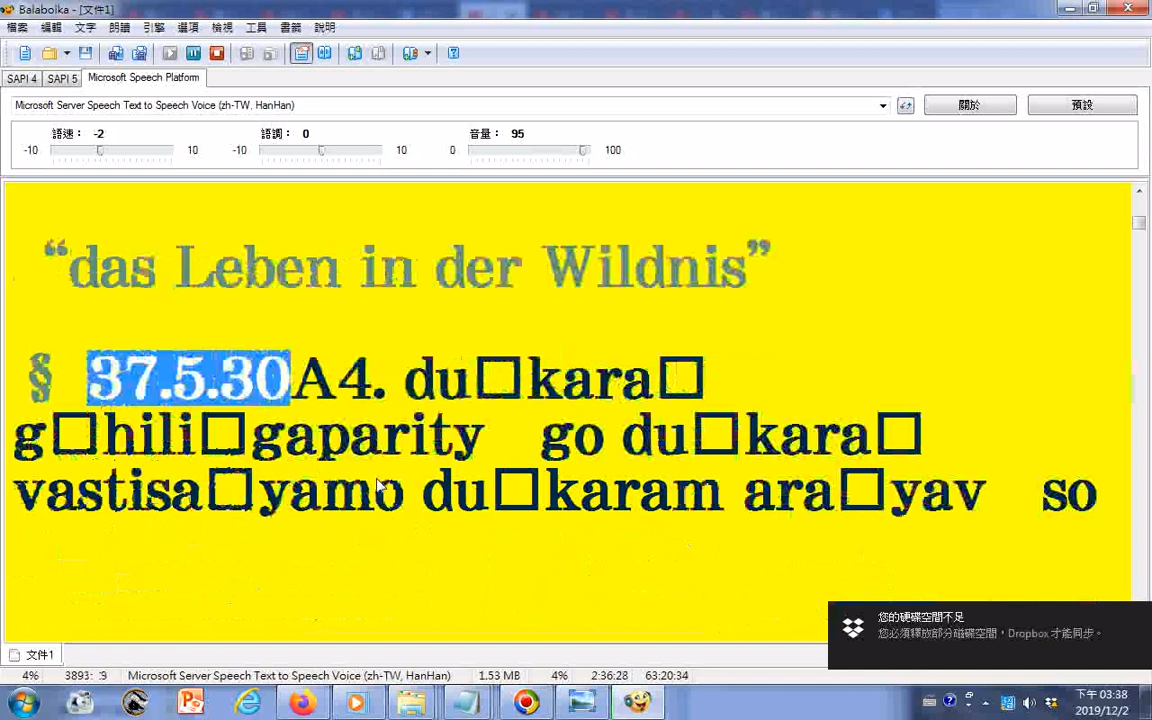 Balabolka - [文件1]
檔案 編輯 文字 朗讀 引擎 選項 檢視 工具 書籤 說明
SAPI 4 SAPI 5 Microsoft Speech Platform
Microsoft Server Speech Text to Speech Voice (zh-TW, HanHan) 關於 預設
語速： -2 語調： 0 音量： 95
-10 10 -10 10 0 100
“das Leben in der Wildnis”
§ 37.5.30A4. du□kara□
g□hili□gaparity go du□kara□
vastisa□yamo du□karam ara□yav so
您的硬碟空間不足
您必須釋放部分磁碟空間，Dropbox 才能同步。
文件1
4% 3893: :9 Microsoft Server Speech Text to Speech Voice (zh-TW, HanHan) 1.53 MB 4% 2:36:28 63:20:34
下午 03:38
2019/12/2